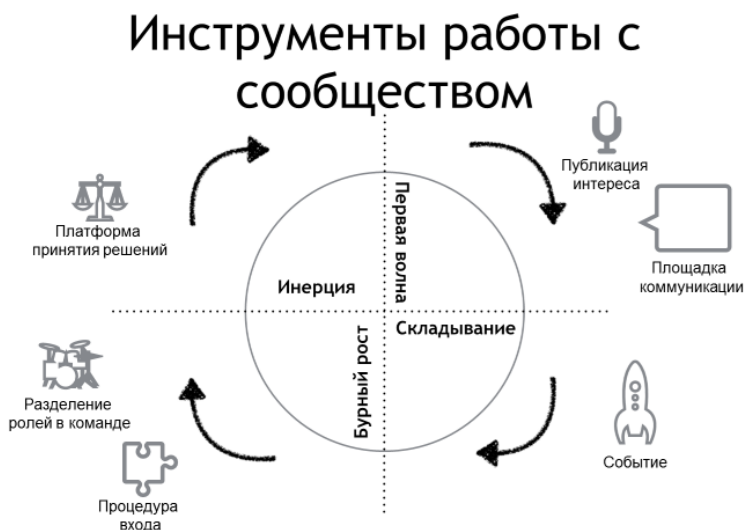 Инструменты работы с
сообществом
Публикация
интереса
Площадка
коммуникации
Платформа
принятия решений
Первая волна
Инерция
Складывание
Бурный рост
Разделение
ролей в команде
Событие
Процедура
входа